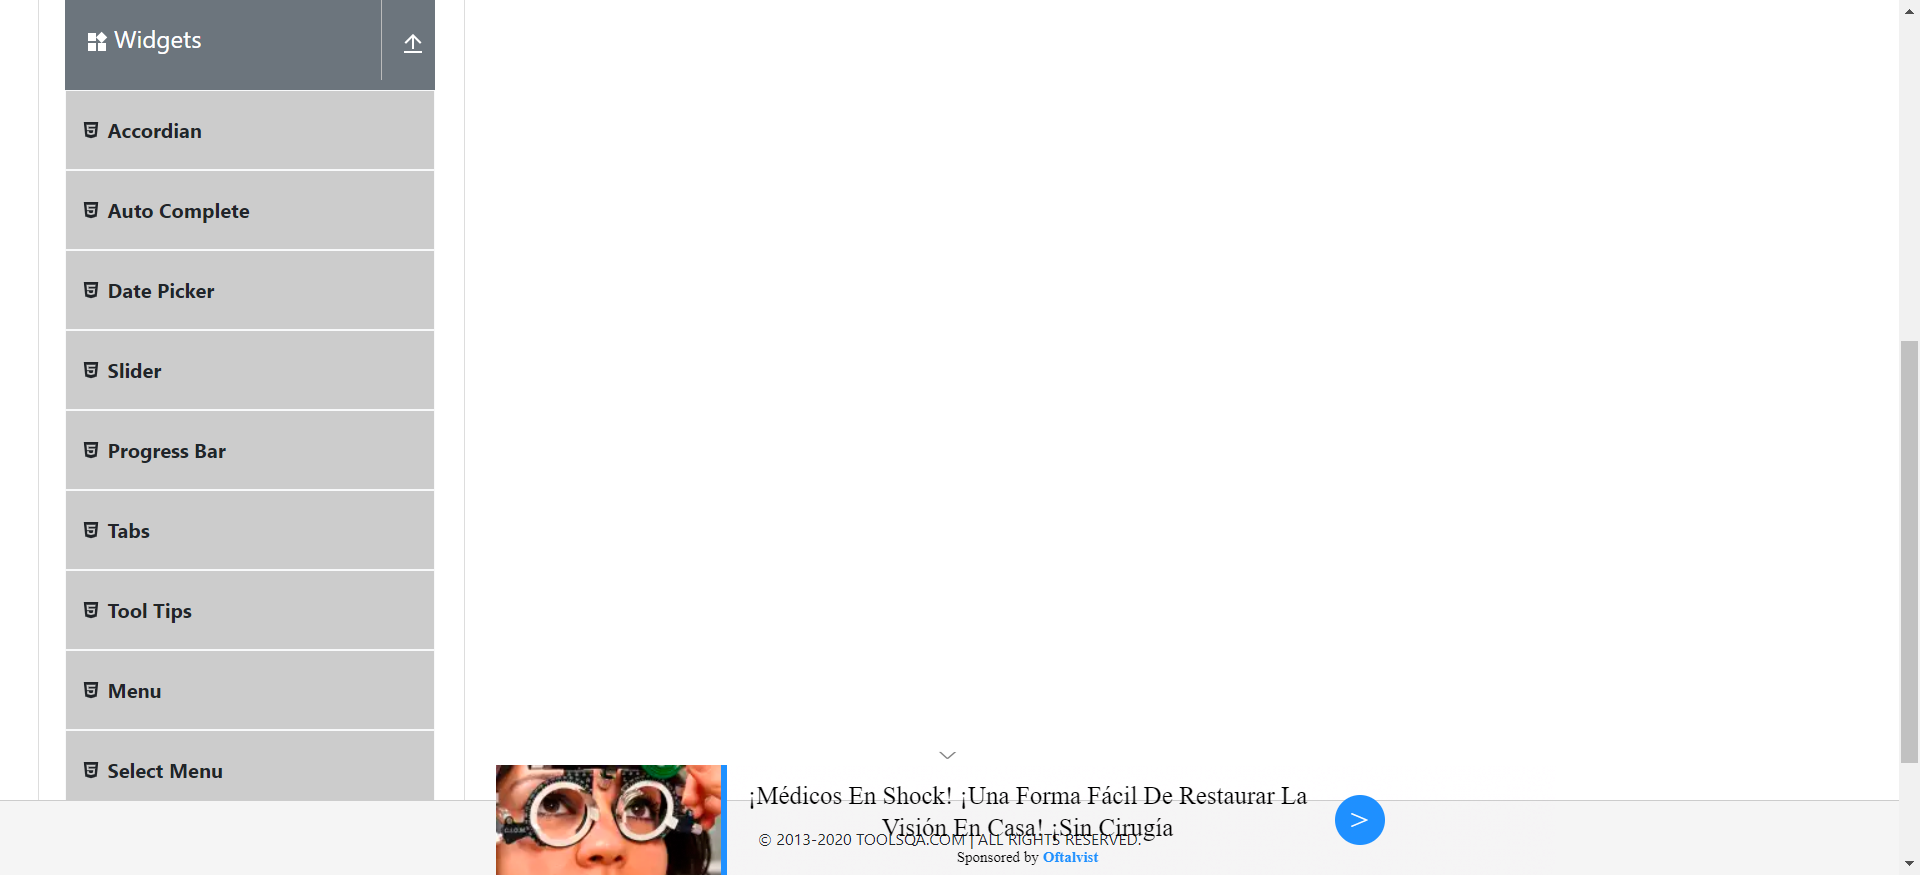 Widgets
Accordian
Auto Complete
Date Picker
Slider
Progress Bar
Tabs
Tool Tips
Menu
Select Menu
¡Médicos En Shock! ¡Una Forma Fácil De Restaurar La
Visión En Casa! ¡Sin Cirugía
© 2013-2020 TOOLSQA.COM | ALL RIGHTS RESERVED.
Sponsored by Oftalvist